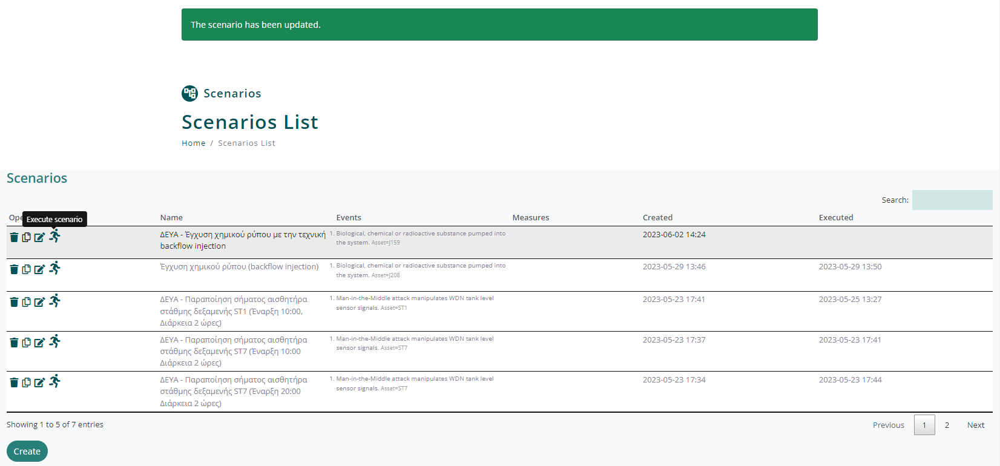 The scenario has been updated.
Scenarios
Scenarios List
Home / Scenarios List
Scenarios
Search:
Ope
Execute scenario
Name
Events
Measures
Created
Executed
ΔΕΥΑ - Έγχυση χημικού ρύπου με την τεχνική
backflow injection
1. Biological, chemical or radioactive substance pumped into
the system. Asset=J159
2023-06-02 14:24
Έγχυση χημικού ρύπου (backflow injection)
1. Biological, chemical or radioactive substance pumped into
the system. Asset=J208
2023-05-29 13:46
2023-05-29 13:50
ΔΕΥΑ - Παραποίηση σήματος αισθητήρα
στάθμης δεξαμενής ST1 (Έναρξη 10:00,
Διάρκεια 2 ώρες)
1. Man-in-the-Middle attack manipulates WDN tank level
sensor signals. Asset=ST1
2023-05-23 17:41
2023-05-25 13:27
ΔΕΥΑ - Παραποίηση σήματος αισθητήρα
στάθμης δεξαμενής ST7 (Έναρξη 10:00
Διάρκεια 2 ώρες)
1. Man-in-the-Middle attack manipulates WDN tank level
sensor signals. Asset=ST7
2023-05-23 17:37
2023-05-23 17:41
ΔΕΥΑ - Παραποίηση σήματος αισθητήρα
στάθμης δεξαμενής ST7 (Έναρξη 20:00
Διάρκεια 2 ώρες)
1. Man-in-the-Middle attack manipulates WDN tank level
sensor signals. Asset=ST7
2023-05-23 17:34
2023-05-23 17:44
Showing 1 to 5 of 7 entries
Previous 1 2 Next
Create